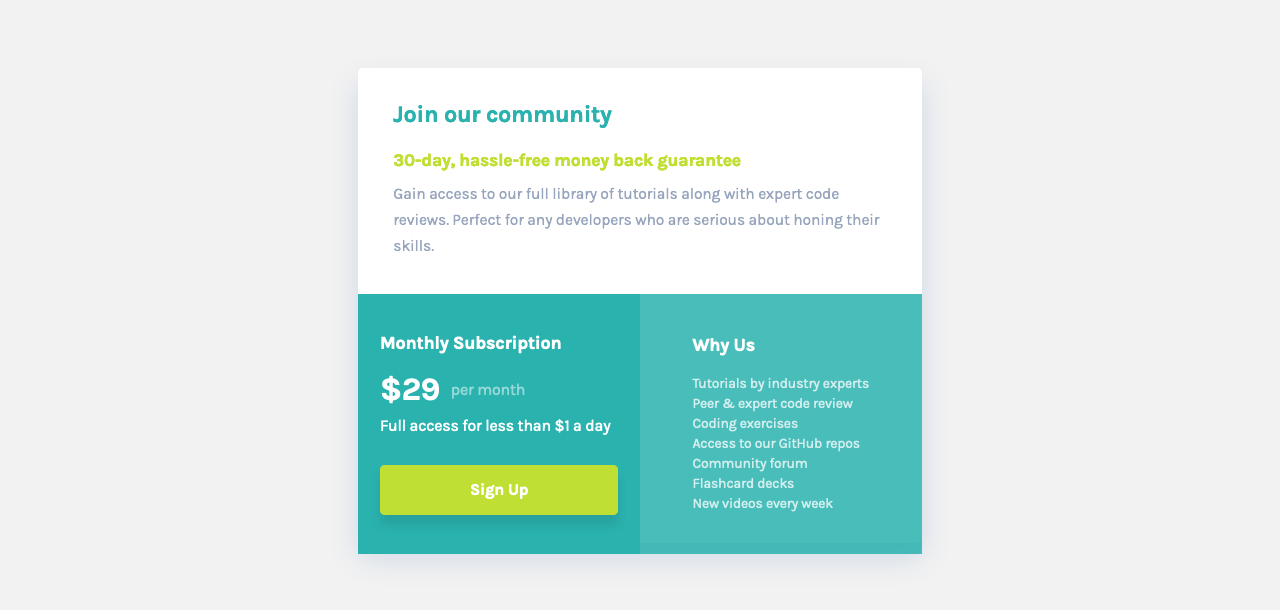 Join our community
30-day, hassle-free money back guarantee
Gain access to our full library of tutorials along with expert code
reviews. Perfect for any developers who are serious about honing their
skills.
Monthly Subscription
$29 per month
Full access for less than $1 a day
Sign Up
Why Us
Tutorials by industry experts
Peer & expert code review
Coding exercises
Access to our GitHub repos
Community forum
Flashcard decks
New videos every week